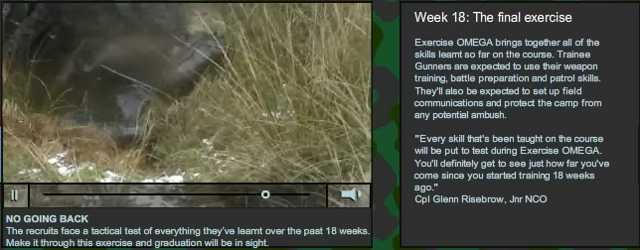 NO GOING BACK
The recruits face a tactical test of everything they've learnt over the past 18 weeks.
Make it through this exercise and graduation will be in sight.
Week 18: The final exercise
Exercise OMEGA brings together all of the
skills learnt so far on the course. Trainee
Gunners are expected to use their weapon
training, battle preparation and patrol skills.
They'll also be expected to set up field
communications and protect the camp from
any potential ambush.
"Every skill that's been taught on the course
will be put to test during Exercise OMEGA.
You'll definitely get to see just how far you've
come since you started training 18 weeks
ago."
Cpl Glenn Risebrow, Jnr NCO